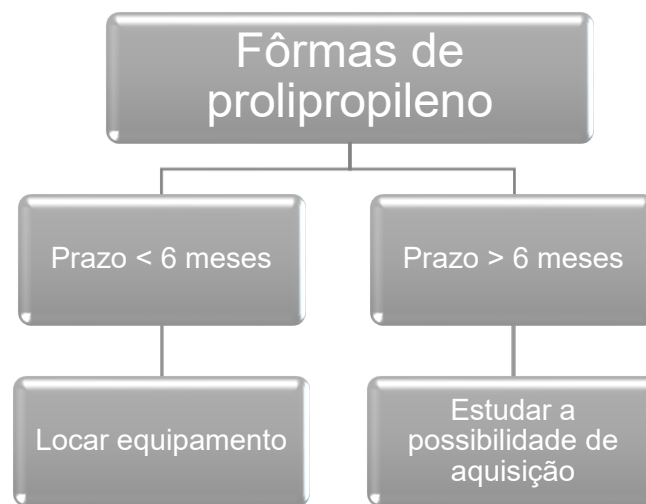 Fôrmas de
prolipropileno
Prazo < 6 meses
Prazo > 6 meses
Locar equipamento
Estudar a
possibilidade de
aquisição